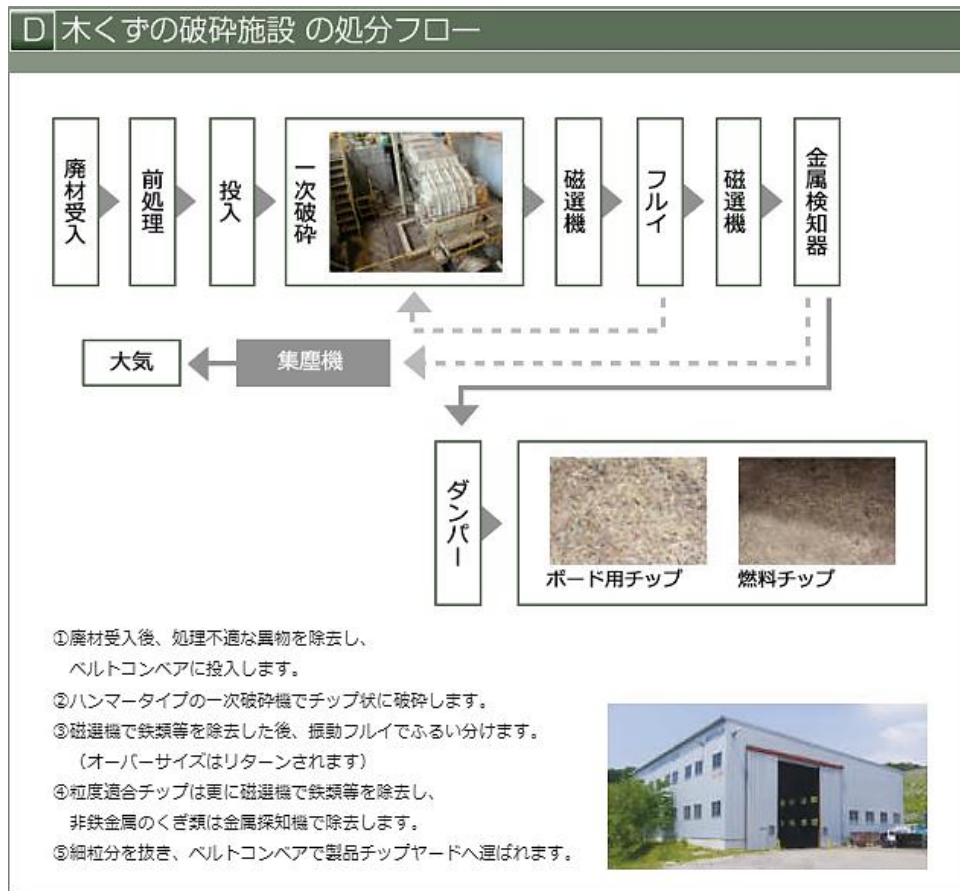 D 木くずの破砕施設 の処分フロー
廃材受入
前処理
投入
一次破砕
磁選機
フルイ
磁選機
金属検知器
大気
集塵機
ダンパー
ボード用チップ
燃料チップ
①廃材受入後、処理不適な異物を除去し、
ベルトコンベアに投入します。
②ハンマータイプの一次破砕機でチップ状に破砕します。
③磁選機で鉄類等を除去した後、振動フルイでふるい分けます。
（オーバーサイズはリターンされます）
④粒度適合チップは更に磁選機で鉄類等を除去し、
非鉄金属のくぎ類は金属探知機で除去します。
⑤細粒分を抜き、ベルトコンベアで製品チップヤードへ運ばれます。